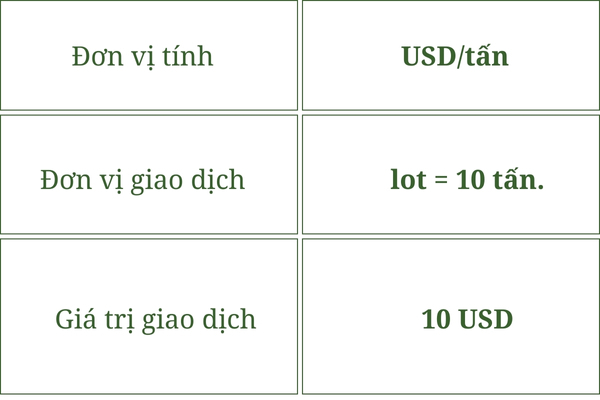 Đơn vị tính
USD/tấn
Đơn vị giao dịch
lot = 10 tấn.
Giá trị giao dịch
10 USD